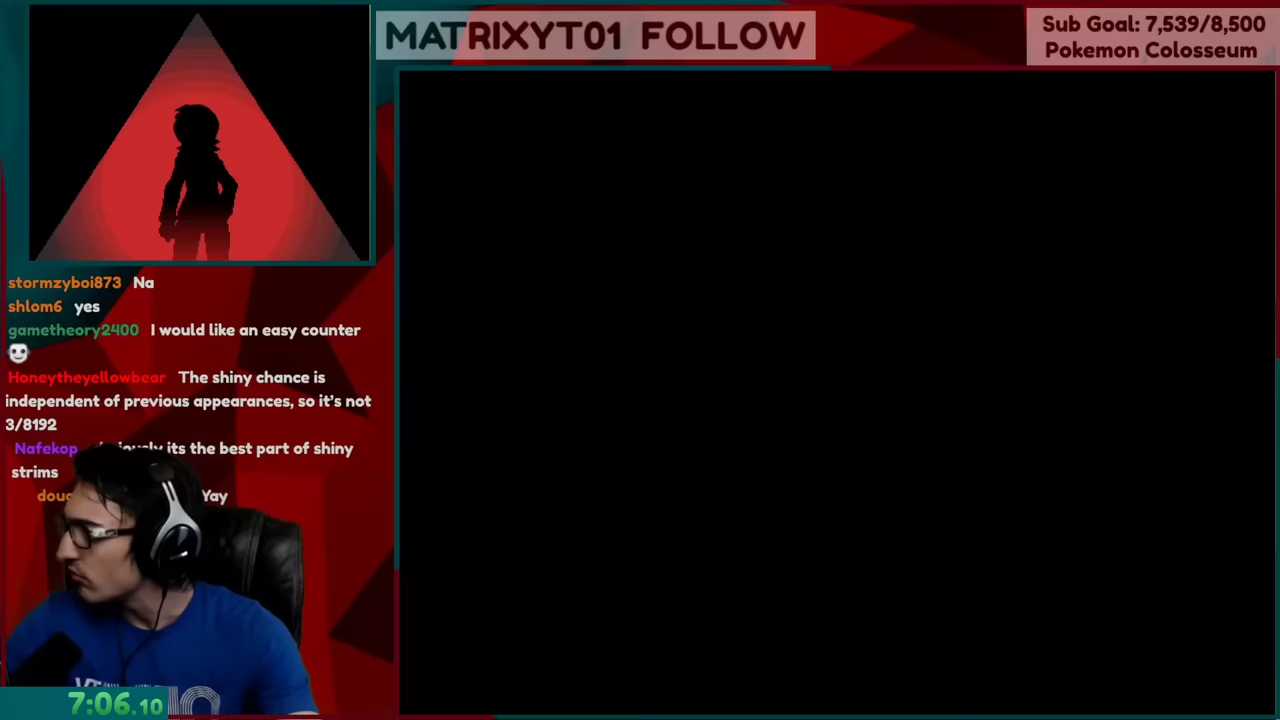 MATRIXYT01 FOLLOW
Sub Goal: 7,539/8,500
Pokemon Colosseum
stormzyboi873 Na
shlom6 yes
gametheory2400 I would like an easy counter
Honeytheyellowbear The shiny chance is
independent of previous appearances, so it's not
3/8192
Nafekop its the best part of shiny
strims
Yay
7:06.10